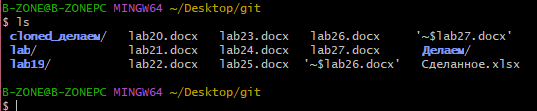 B-ZONE@B-ZONEPC MINGW64 ~/Desktop/git
$ ls
cloned_делаем/ lab20.docx lab23.docx lab26.docx '~$lab27.docx'
lab/ lab21.docx lab24.docx lab27.docx Делаем/
lab19/ lab22.docx lab25.docx '~$lab26.docx' Сделанное.xlsx
B-ZONE@B-ZONEPC MINGW64 ~/Desktop/git
$